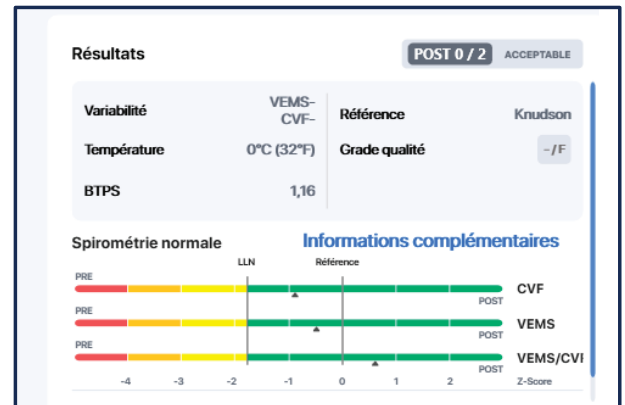 Résultats
POST 0 / 2 ACCEPTABLE
Variabilité VEMS- CVF-
Référence Knudson
Température 0°C (32°F)
Grade qualité -/F
BTPS 1,16
Spirométrie normale
Informations complémentaires
LLN Référence
PRE
CVF
POST
PRE
VEMS
POST
PRE
VEMS/CVI
POST
-4 -3 -2 -1 0 1 2 Z-Score